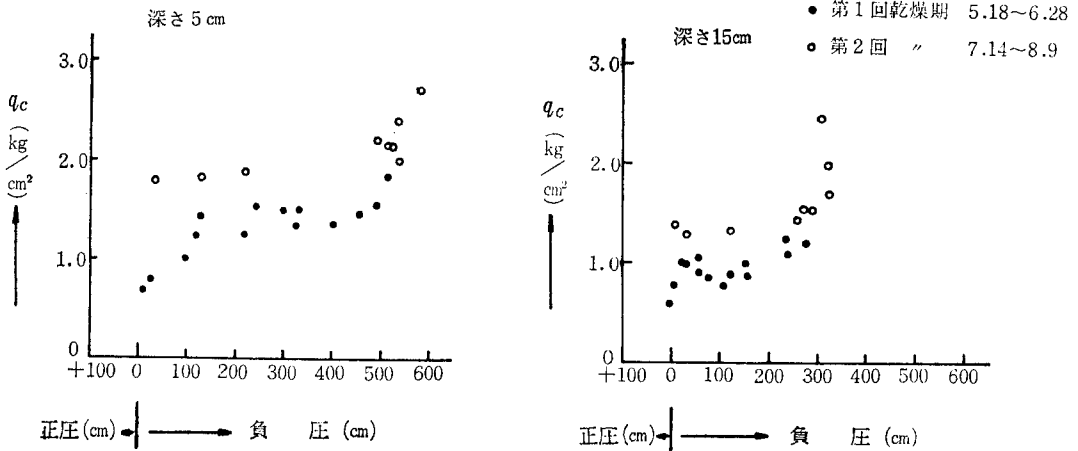 深さ5cm
3.0
2.0
1.0
0
qc
(kg/cm²)
+100 0 100 200 300 400 500 600
正圧(cm) 負 圧 (cm)
● 第1回乾燥期 5.18~6.28
○ 第2回 〃 7.14~8.9
深さ15cm
3.0
2.0
1.0
0
qc
(kg/cm²)
+100 0 100 200 300 400 500 600
正圧(cm) 負 圧 (cm)